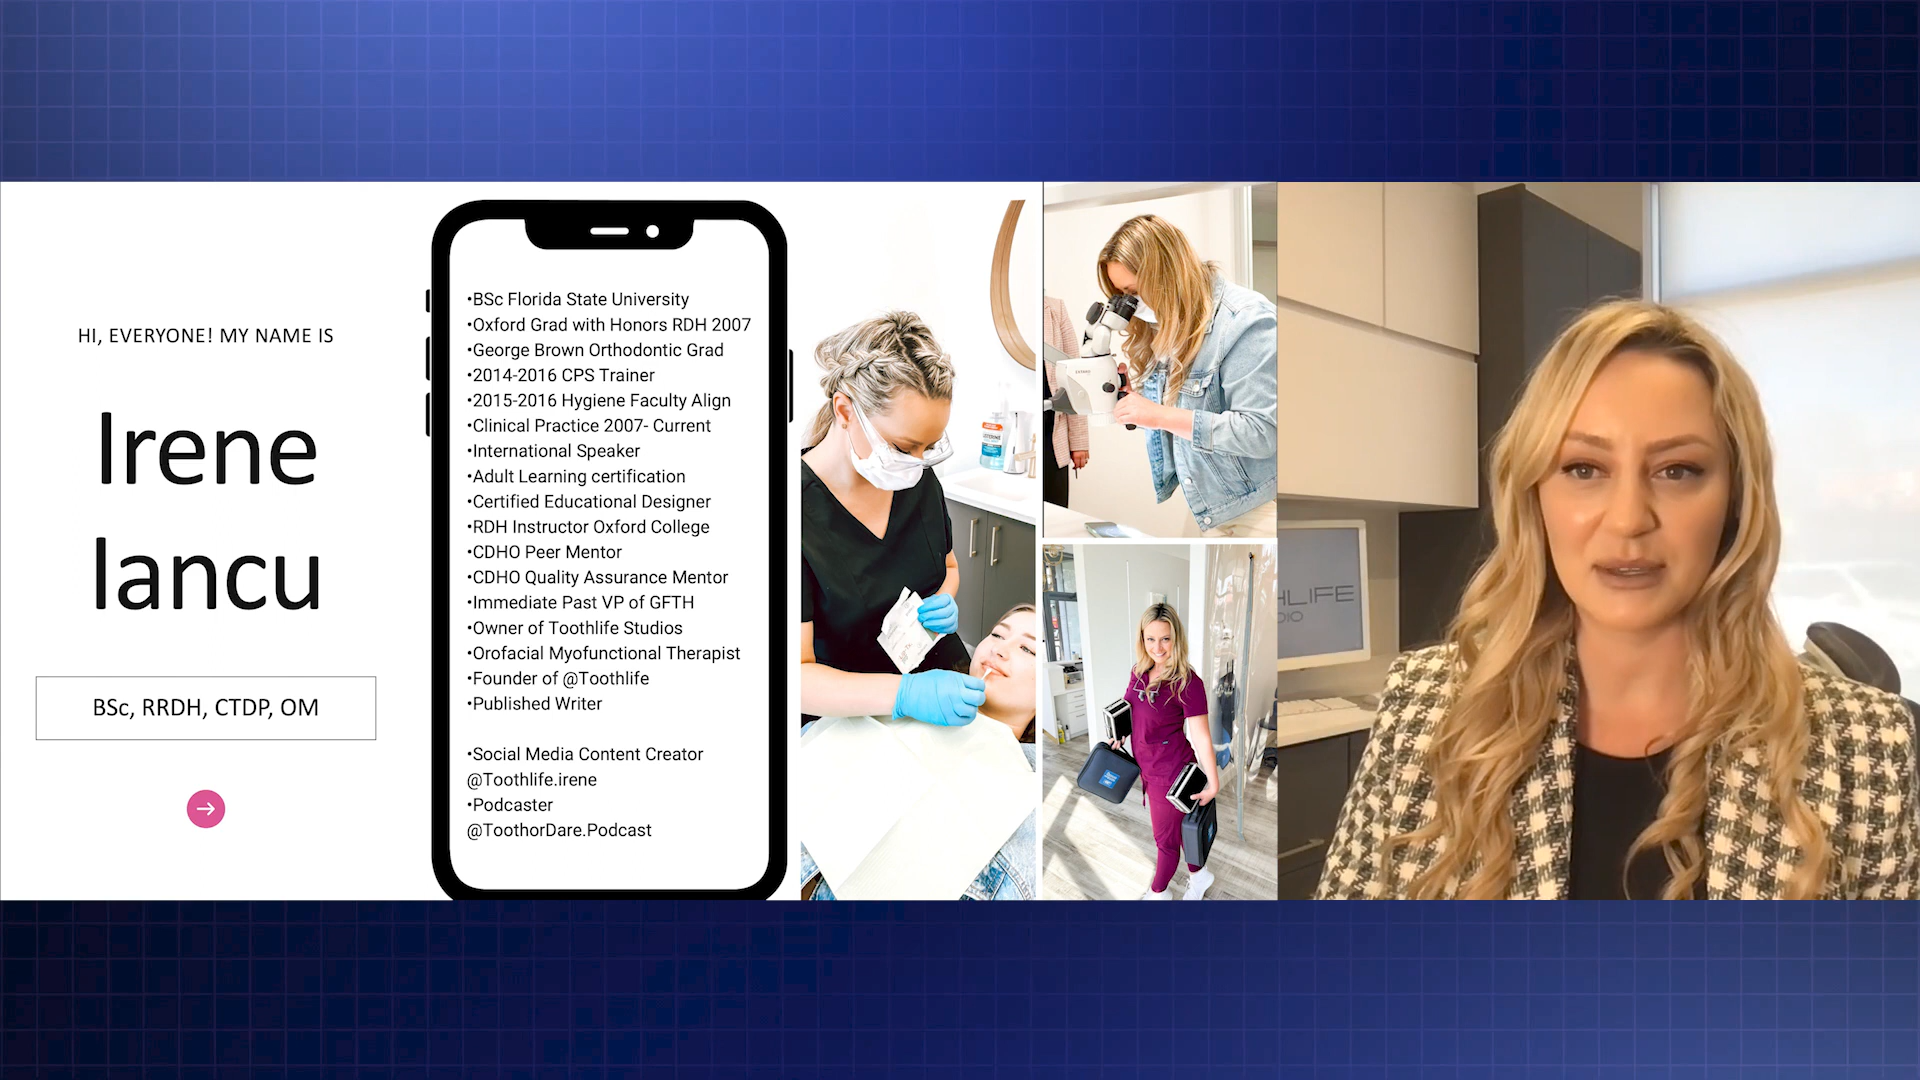 HI, EVERYONE! MY NAME IS
Irene
Iancu
BSc, RRDH, CTDP, OM
•BSc Florida State University
•Oxford Grad with Honors RDH 2007
•George Brown Orthodontic Grad
•2014-2016 CPS Trainer
•2015-2016 Hygiene Faculty Align
•Clinical Practice 2007- Current
•International Speaker
•Adult Learning certification
•Certified Educational Designer
•RDH Instructor Oxford College
•CDHO Peer Mentor
•CDHO Quality Assurance Mentor
•Immediate Past VP of GFTH
•Owner of Toothlife Studios
•Orofacial Myofunctional Therapist
•Founder of @Toothlife
•Published Writer
•Social Media Content Creator
@Toothlife.irene
•Podcaster
@ToothorDare.Podcast
LISTERINE
HLIFE
DIO